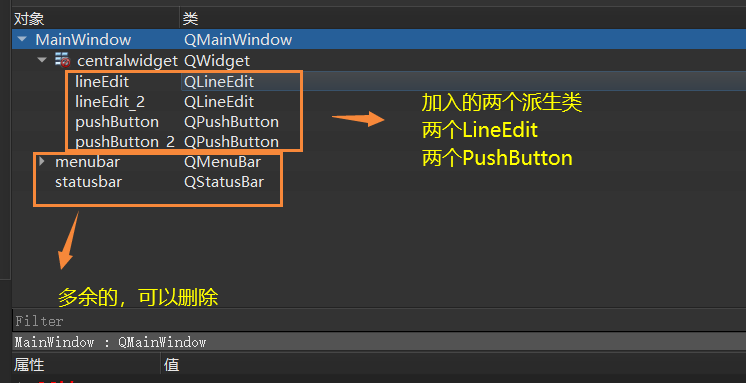 对象 类
MainWindow QMainWindow
centralwidget QWidget
lineEdit QLineEdit
lineEdit_2 QLineEdit
pushButton QPushButton
pushButton_2 QPushButton
menubar QMenuBar
statusbar QStatusBar
加入的两个派生类
两个LineEdit
两个PushButton
多余的，可以删除
Filter
MainWindow : QMainWindow
属性 值